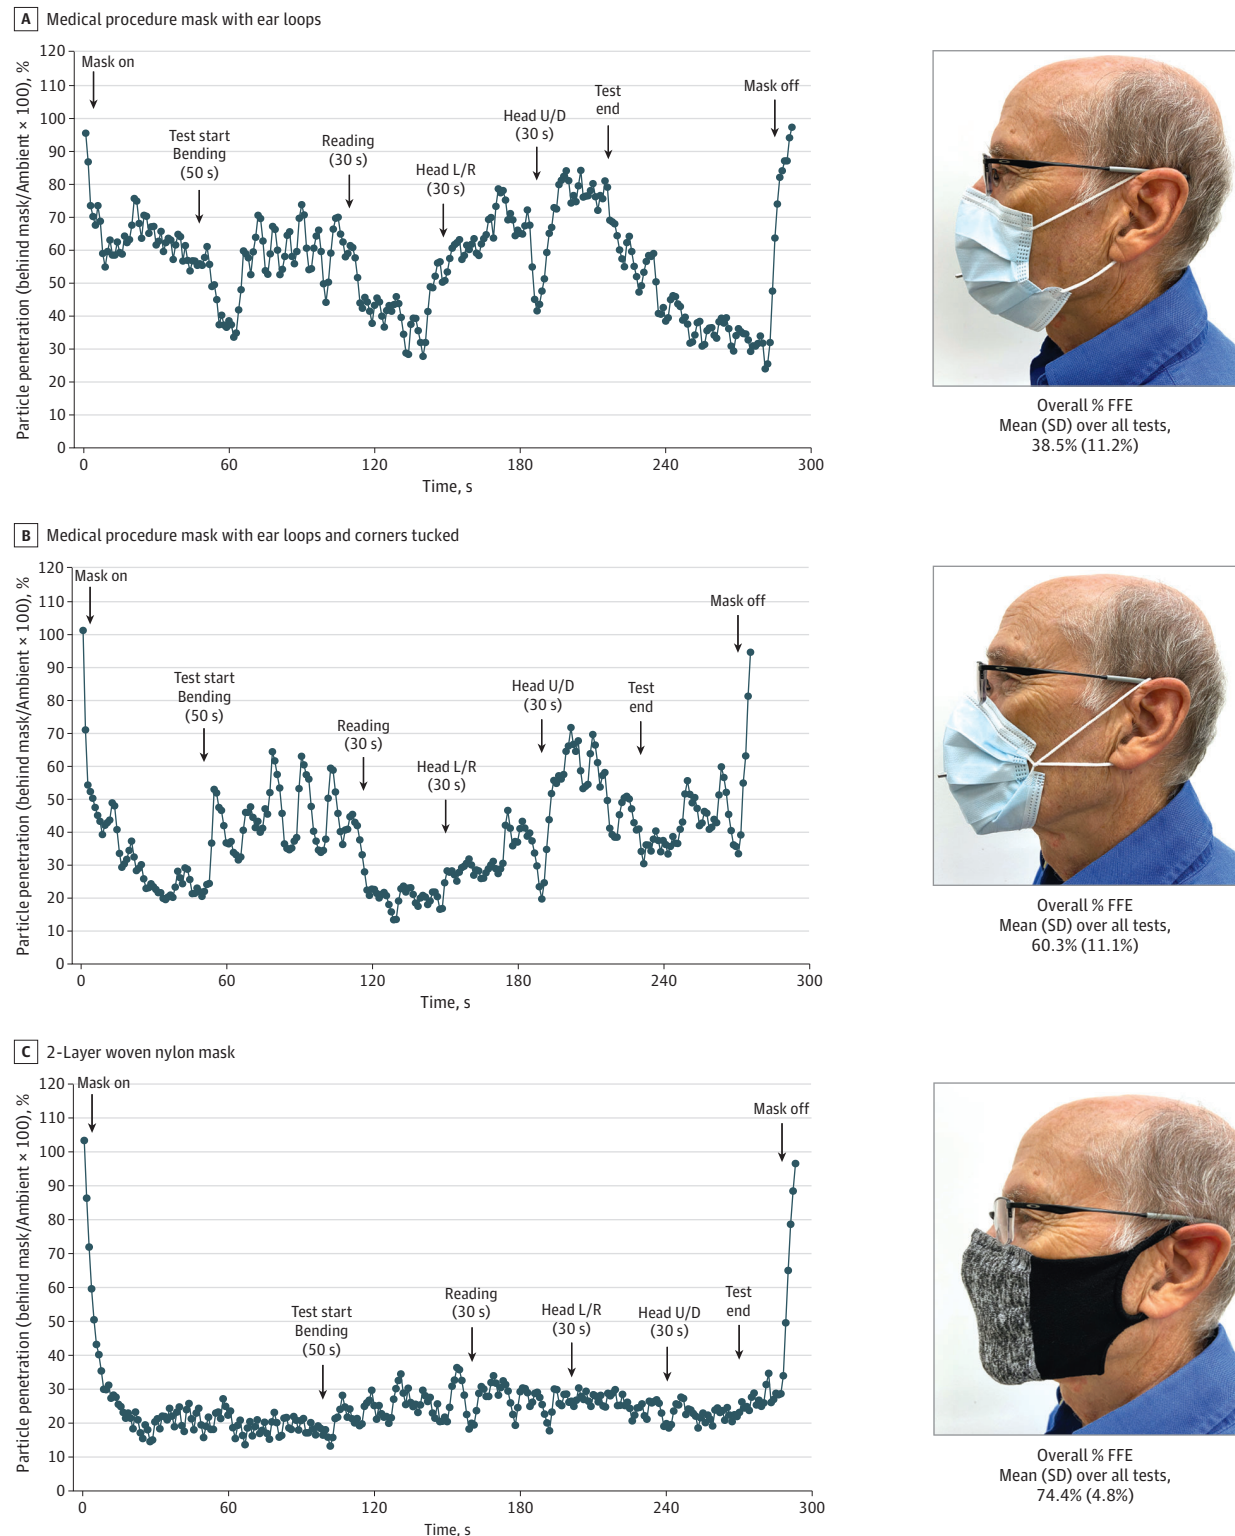 A Medical procedure mask with ear loops
Particle penetration (behind mask/Ambient × 100), %
120
110
100
90
80
70
60
50
40
30
20
10
0
Mask on
Test start
Bending
(50 s)
Reading
(30 s)
Head L/R
(30 s)
Head U/D
(30 s)
Test
end
Mask off
0
60
120
180
240
300
Time, s
Overall % FFE
Mean (SD) over all tests,
38.5% (11.2%)
B Medical procedure mask with ear loops and corners tucked
Particle penetration (behind mask/Ambient × 100), %
120
110
100
90
80
70
60
50
40
30
20
10
0
Mask on
Test start
Bending
(50 s)
Reading
(30 s)
Head L/R
(30 s)
Head U/D
(30 s)
Test
end
Mask off
0
60
120
180
240
300
Time, s
Overall % FFE
Mean (SD) over all tests,
60.3% (11.1%)
C 2-Layer woven nylon mask
Particle penetration (behind mask/Ambient × 100), %
120
110
100
90
80
70
60
50
40
30
20
10
0
Mask on
Test start
Bending
(50 s)
Reading
(30 s)
Head L/R
(30 s)
Head U/D
(30 s)
Test
end
Mask off
0
60
120
180
240
300
Time, s
Overall % FFE
Mean (SD) over all tests,
74.4% (4.8%)